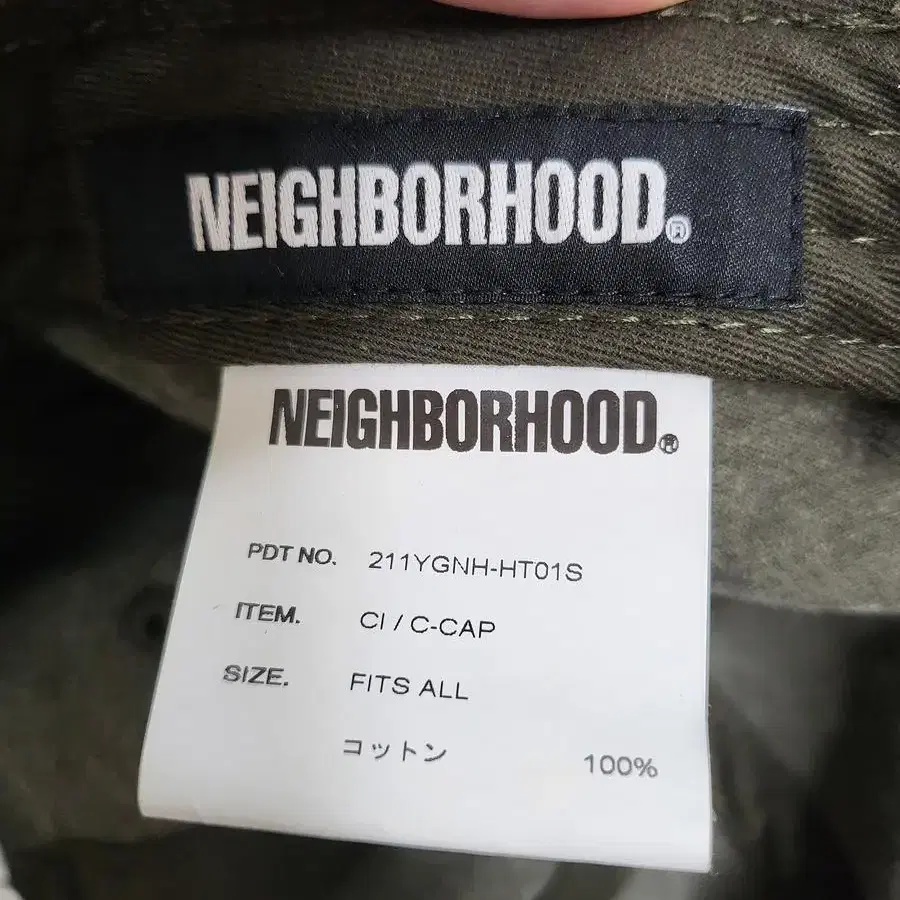 NEIGHBORHOOD®
NEIGHBORHOOD®
PDT NO. 211YGNH-HT01S
ITEM. CI / C-CAP
SIZE. FITS ALL
コットン 100%